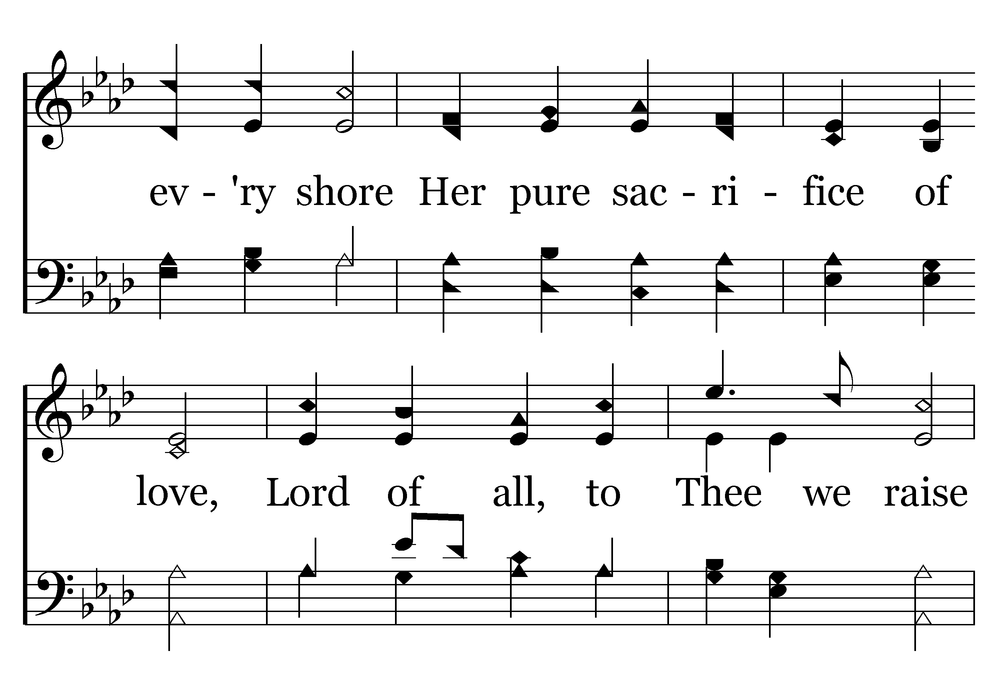 ev - 'ry shore Her pure sac - ri - fice of
love, Lord of all, to Thee we raise